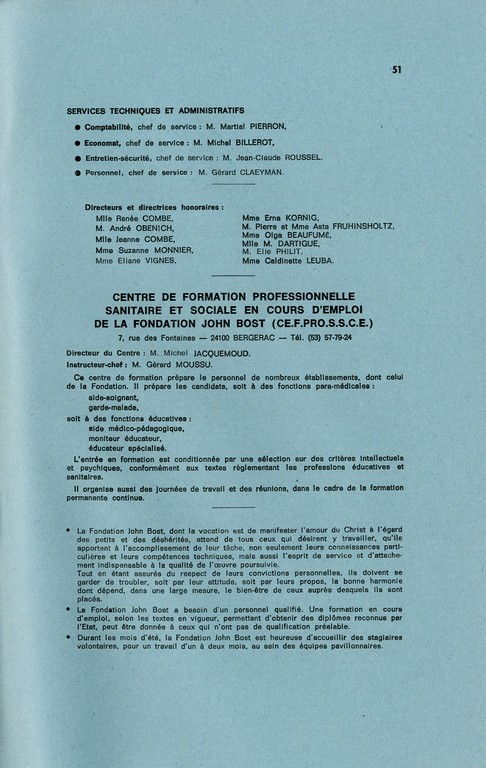 51
SERVICES TECHNIQUES ET ADMINISTRATIFS
● Comptabilité, chef de service : M. Martial PIERRON,
● Economat, chef de service : M. Michel BILLEROT,
● Entretien-sécurité, chef de service : M. Jean-Claude ROUSSEL.
● Personnel, chef de service : M. Gérard CLAEYMAN.
Directeurs et directrices honoraires :
Mlle Renée COMBE,
M. André OBENICH,
Mlle Jeanne COMBE,
Mme Suzanne MONNIER,
Mme Eliane VIGNES,
Mme Erna KORNIG,
M. Pierre et Mme Asta FRUHINSHOLTZ,
Mme Olga BEAUFUMÉ,
Mlle M. DARTIGUE,
M. Elie PHILIT,
Mme Caldinette LEUBA.
CENTRE DE FORMATION PROFESSIONNELLE
SANITAIRE ET SOCIALE EN COURS D'EMPLOI
DE LA FONDATION JOHN BOST (CE.F.PRO.S.S.C.E.)
7, rue des Fontaines — 24100 BERGERAC — Tél. (53) 57-79-24
Directeur du Centre : M. Michel JACQUEMOUD.
Instructeur-chef : M. Gérard MOUSSU.
Ce centre de formation prépare le personnel de nombreux établissements, dont celui
de la Fondation. Il prépare les candidats, soit à des fonctions para-médicales :
aide-soignant,
garde-malade,
soit à des fonctions éducatives :
aide médico-pédagogique,
moniteur éducateur,
éducateur spécialisé.
L'entrée en formation est conditionnée par une sélection sur des critères intellectuels
et psychiques, conformément aux textes règlementant les professions éducatives et
sanitaires.
Il organise aussi des journées de travail et des réunions, dans le cadre de la formation
permanente continue.
* La Fondation John Bost, dont la vocation est de manifester l'amour du Christ à l'égard
des petits et des déshérités, attend de tous ceux qui désirent y travailler, qu'ils
apportent à l'accomplissement de leur tâche, non seulement leurs connaissances parti-
culières et leurs compétences techniques, mais aussi l'esprit de service et d'attache-
ment indispensable à la qualité de l'œuvre poursuivie.
Tout en étant assurés du respect de leurs convictions personnelles, ils doivent se
garder de troubler, soit par leur attitude, soit par leurs propos, la bonne harmonie
dont dépend, dans une large mesure, le bien-être de ceux auprès desquels ils sont
placés.
* La Fondation John Bost a besoin d'un personnel qualifié. Une formation en cours
d'emploi, selon les textes en vigueur, permettant d'obtenir des diplômes reconnue par
l'Etat, peut être donnée à ceux qui n'ont pas de qualification préalable.
* Durant les mois d'été, la Fondation John Bost est heureuse d'accueillir des stagiaires
volontaires, pour un travail d'un à deux mois, au sein des équipes pavillonnaires.